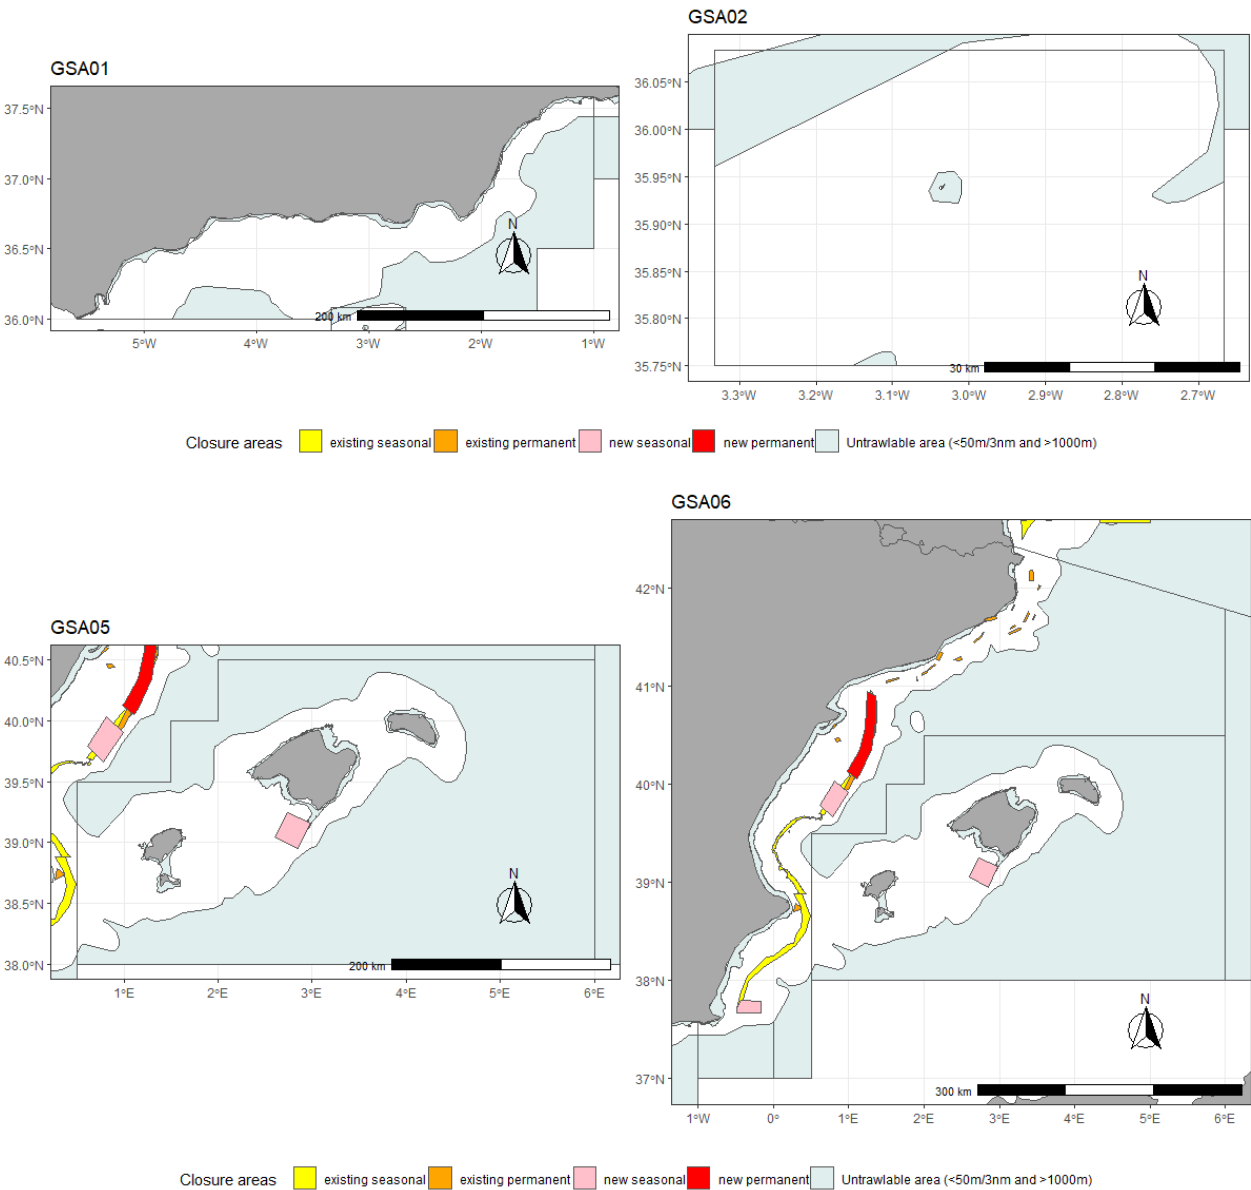 GSA01
37.5°N
37.0°N
36.5°N
36.0°N
N
200 km
5°W 4°W 3°W 2°W 1°W
GSA02
36.05°N
36.00°N
35.95°N
35.90°N
35.85°N
35.80°N
35.75°N
N
30 km
3.3°W 3.2°W 3.1°W 3.0°W 2.9°W 2.8°W 2.7°W
Closure areas existing seasonal existing permanent new seasonal new permanent Untrawlable area (<50m/3nm and >1000m)
GSA05
40.5°N
40.0°N
39.5°N
39.0°N
38.5°N
38.0°N
N
200 km
1°E 2°E 3°E 4°E 5°E 6°E
GSA06
42°N
41°N
40°N
39°N
38°N
37°N
N
300 km
1°W 0° 1°E 2°E 3°E 4°E 5°E 6°E
Closure areas existing seasonal existing permanent new seasonal new permanent Untrawlable area (<50m/3nm and >1000m)